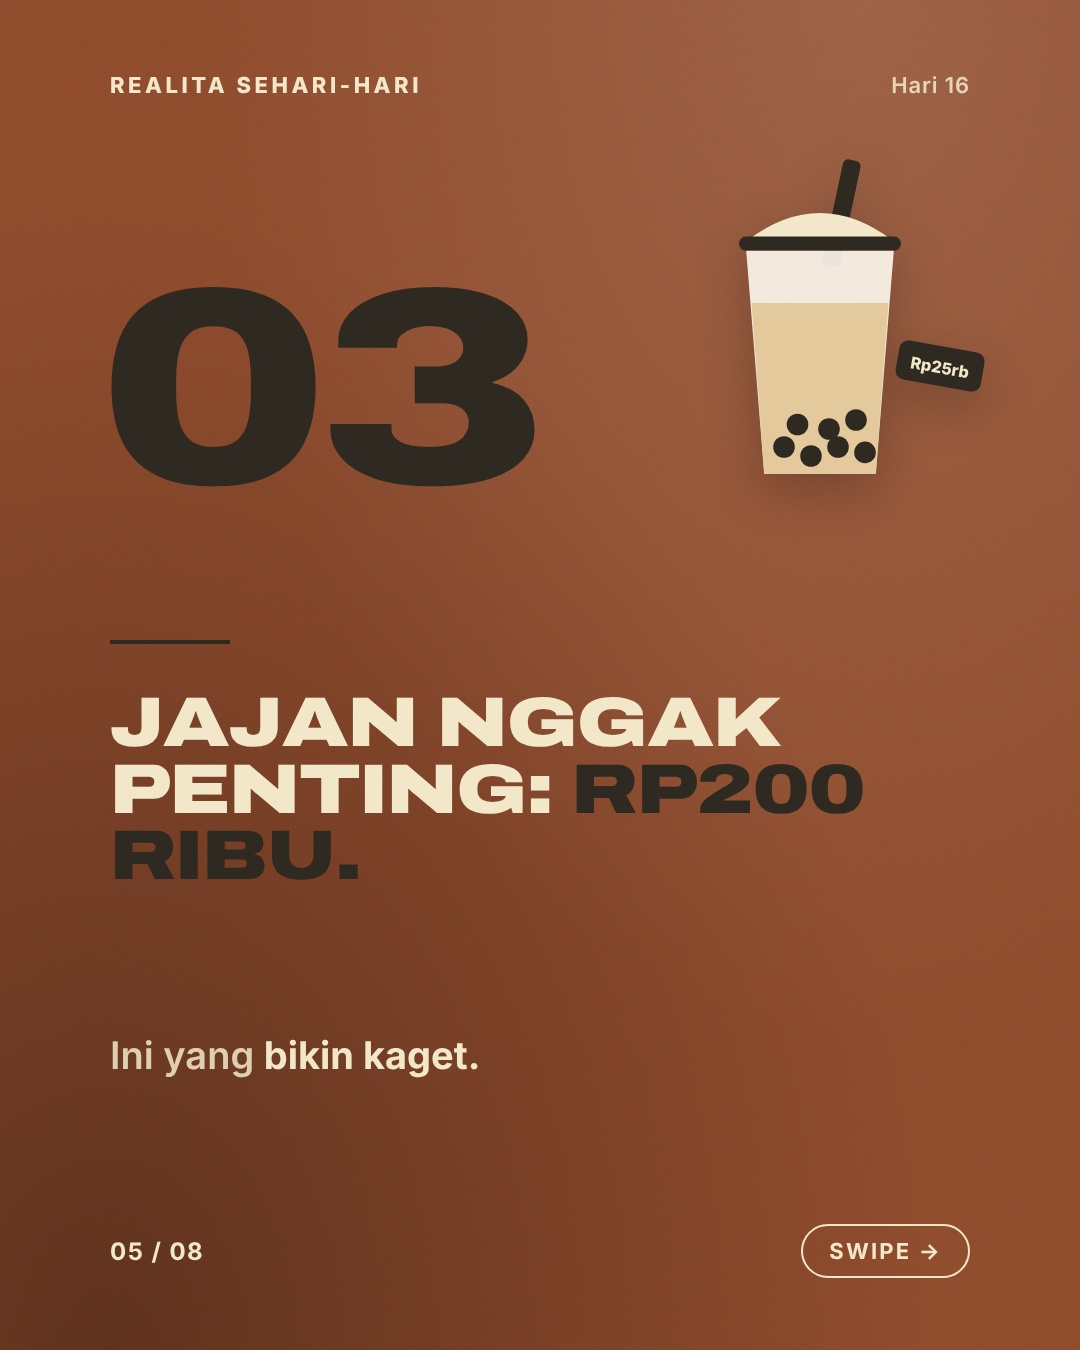 REALITA SEHARI-HARI
Hari 16
03
Rp25rb
JAJAN NGGAK
PENTING: RP200
RIBU.
Ini yang bikin kaget.
05 / 08
SWIPE →